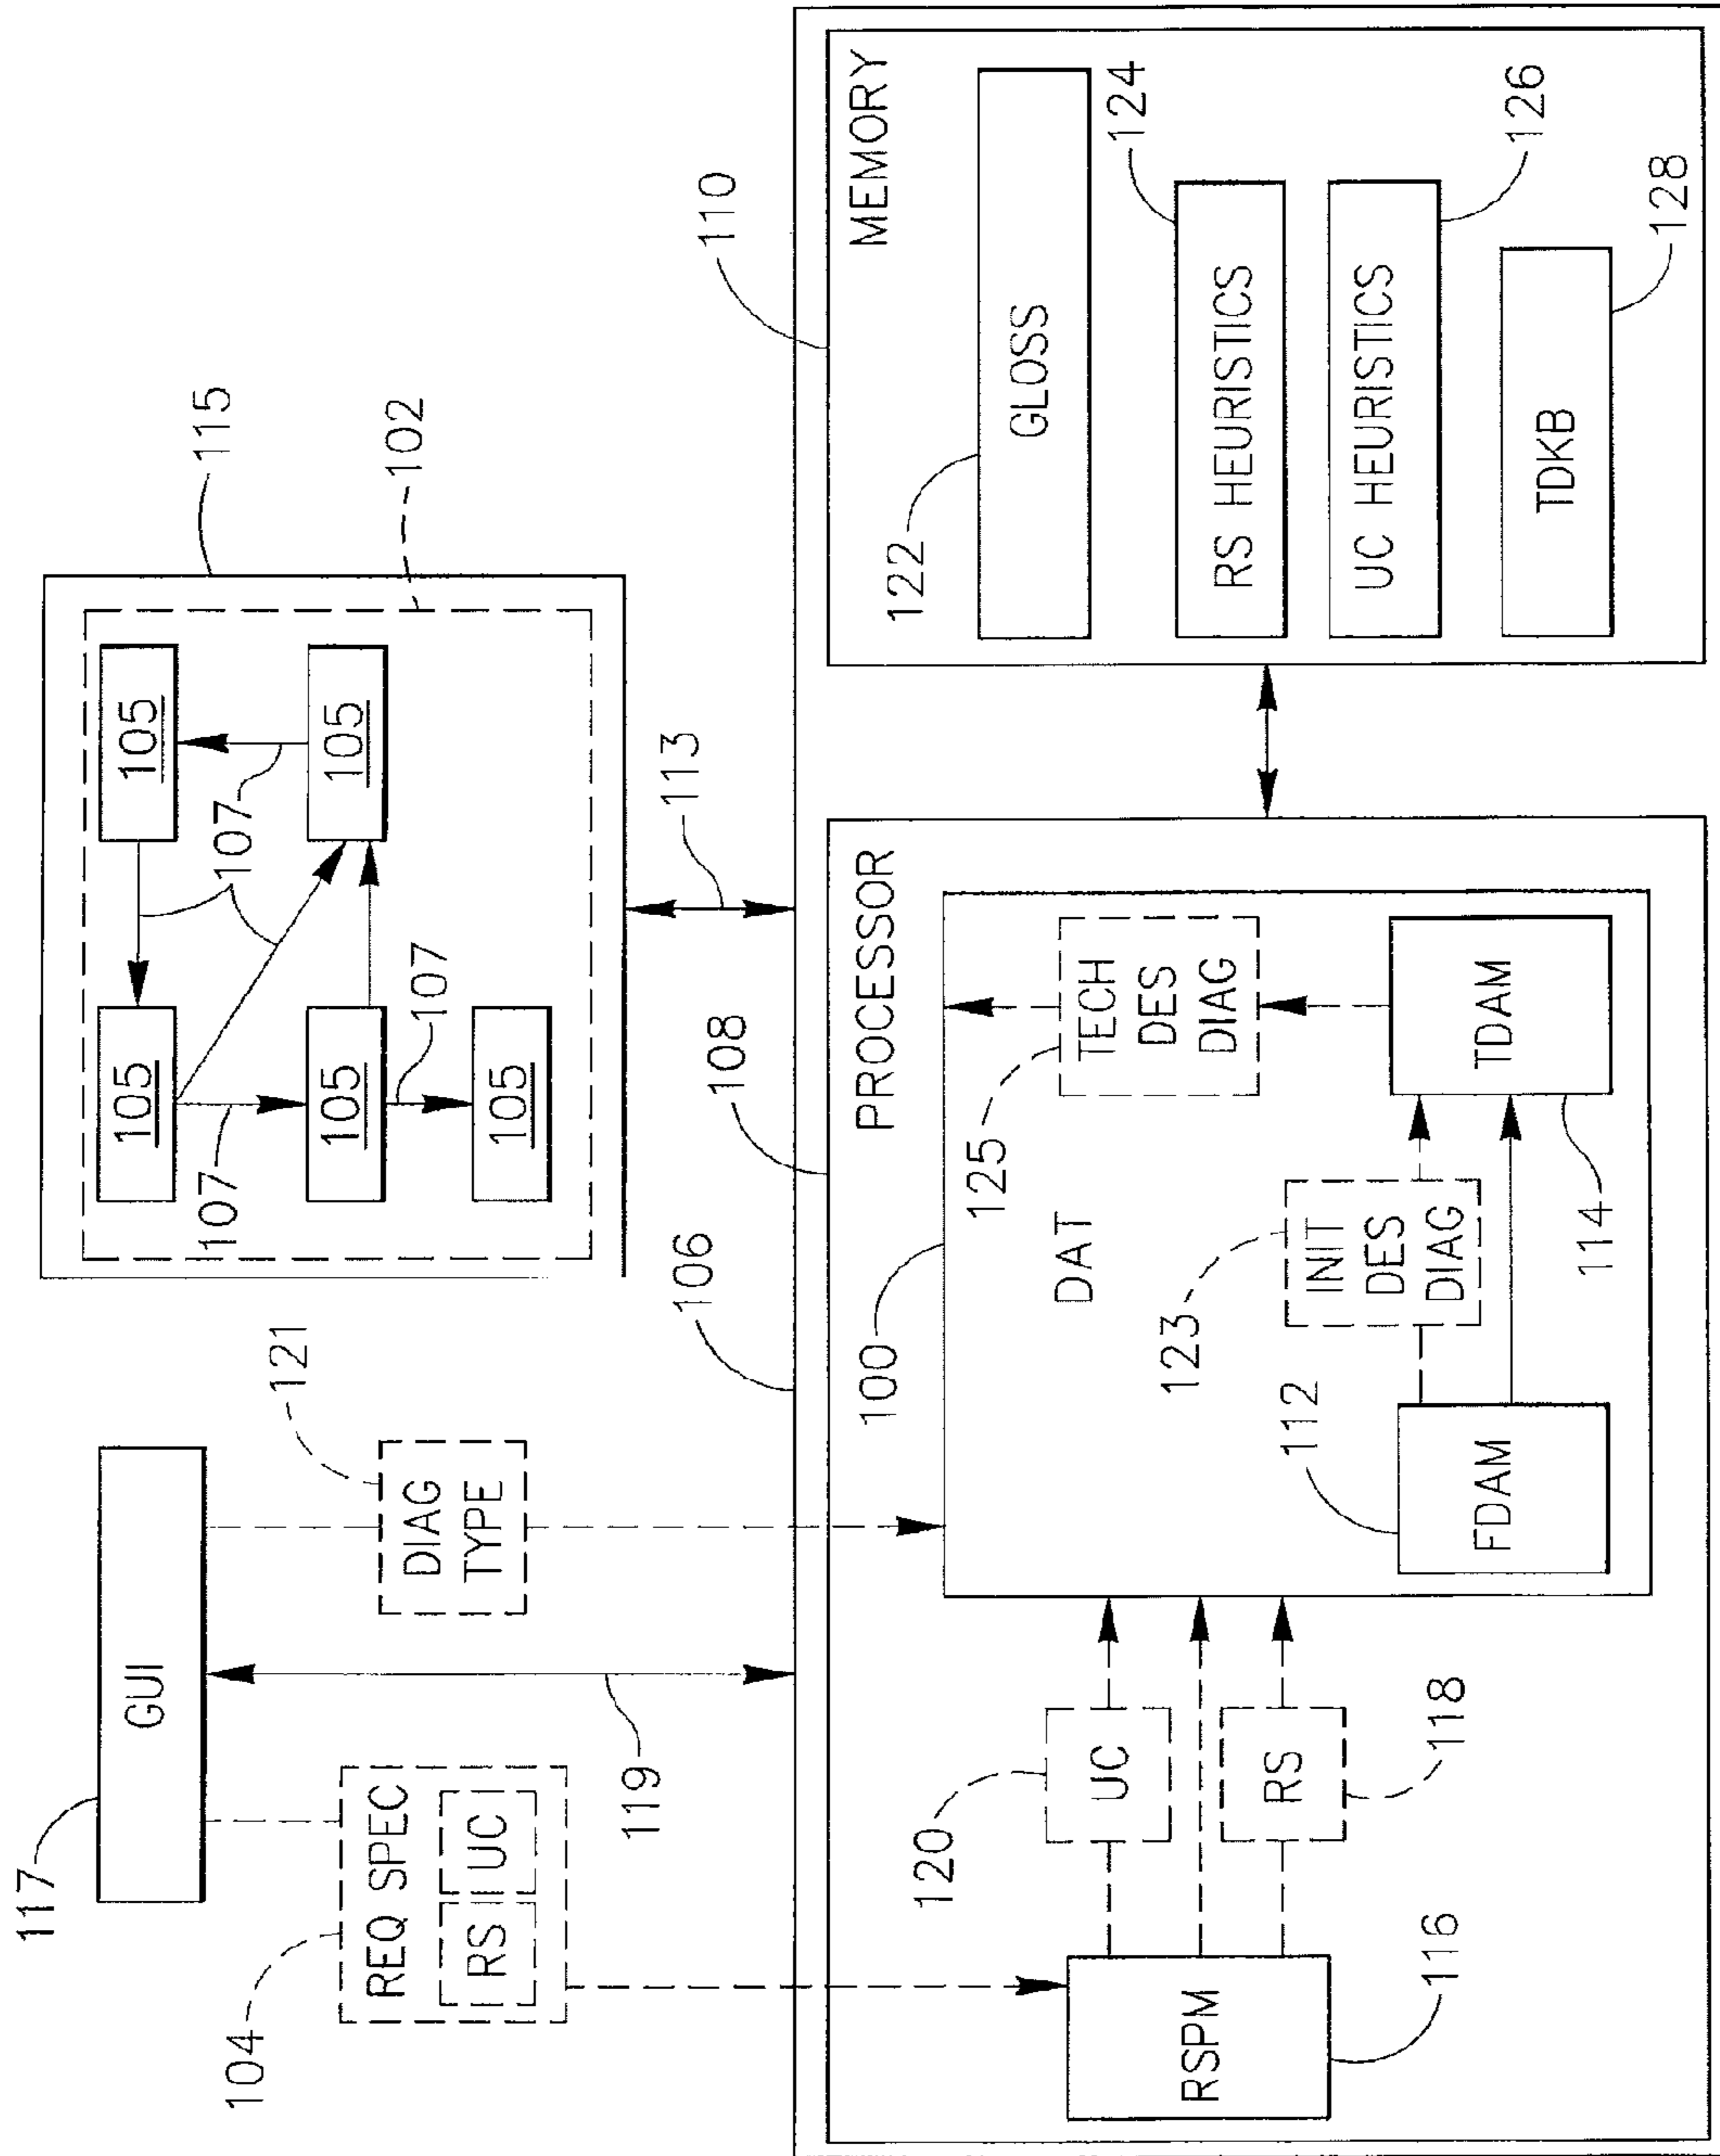 117
GUI
104
REQ SPEC
RS
UC
119
121
DIAG
TYPE
115
102
105
105
105
105
105
107
107
107
107
113
106
108
PROCESSOR
100
DAT
RSPM
116
120
UC
RS
118
112
FDAM
123
INIT
DES
DIAG
125
TECH
DES
DIAG
TDAM
114
110
MEMORY
122
GLOSS
124
RS HEURISTICS
UC HEURISTICS
126
TDKB
128